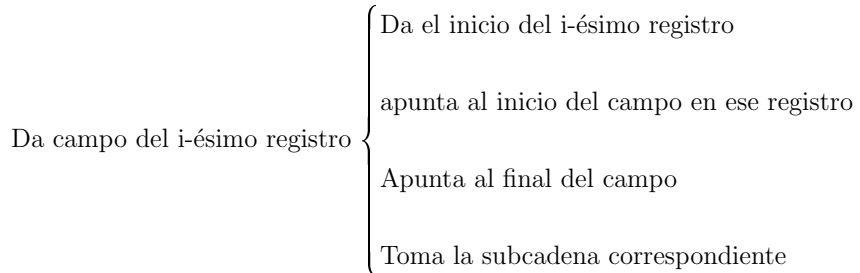 Da el inicio del i-ésimo registro
apunta al inicio del campo en ese registro
Da campo del i-ésimo registro
Apunta al final del campo
Toma la subcadena correspondiente